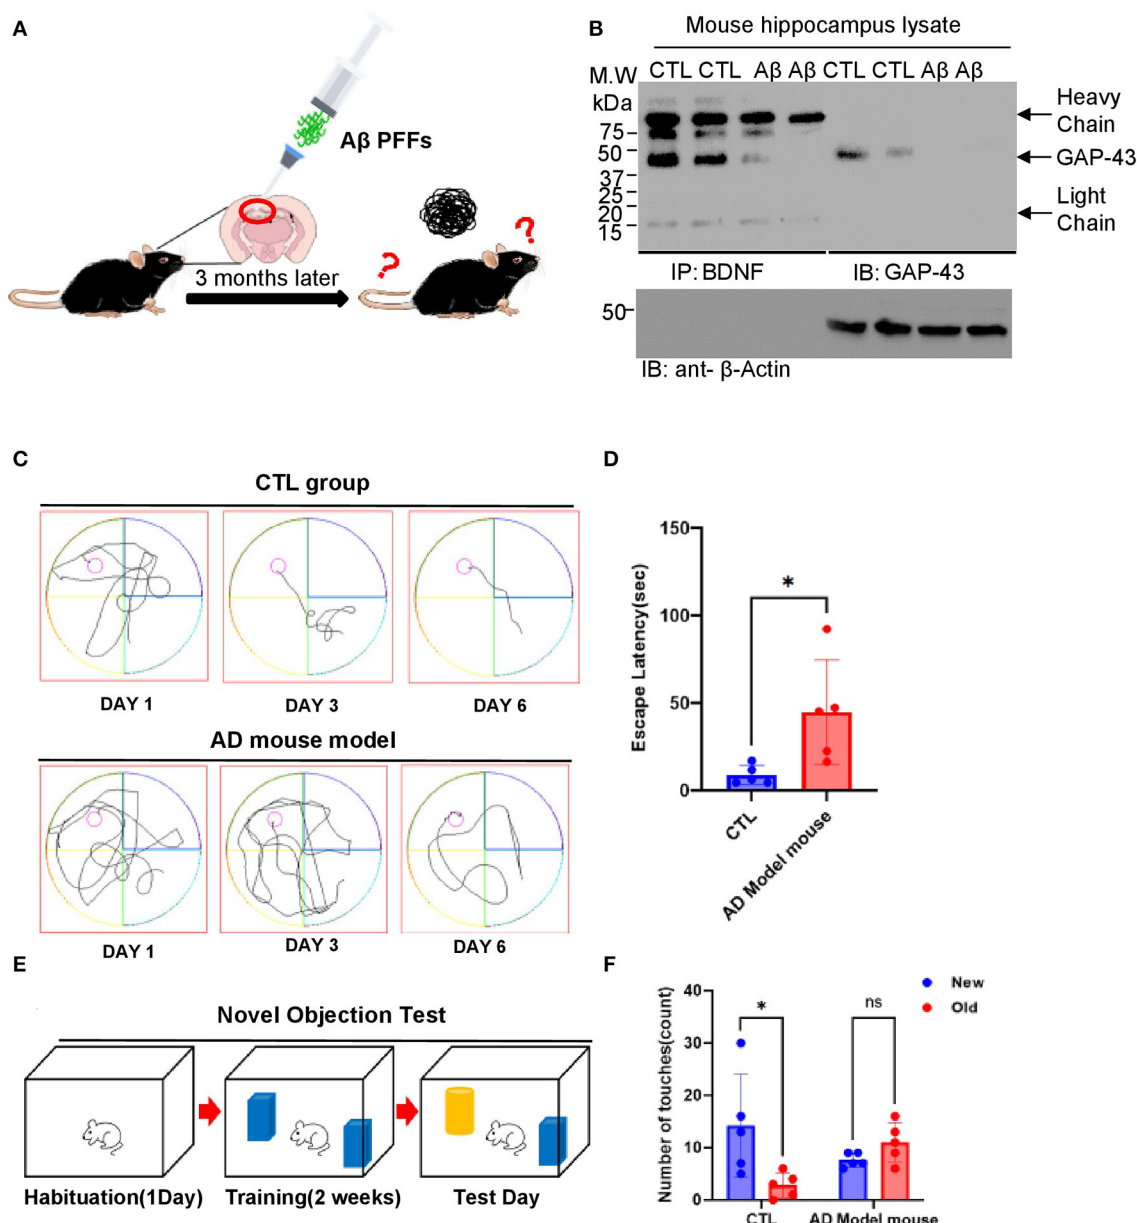 A
Aβ PFFs
?
?
3 months later
B
Mouse hippocampus lysate
M.W
kDa
CTL CTL Aβ Aβ CTL CTL Aβ Aβ
75
50
37
25
20
15
Heavy
Chain
GAP-43
Light
Chain
IP: BDNF
IB: GAP-43
50
IB: ant- β-Actin
C
CTL group
DAY 1
DAY 3
DAY 6
AD mouse model
DAY 1
DAY 3
DAY 6
D
Escape Latency(sec)
150
100
50
0
*
CTL
AD Model mouse
E
Novel Objection Test
Habituation(1Day)
Training(2 weeks)
Test Day
F
Number of touches(count)
40
30
20
10
0
*
ns
New
Old
CTL
AD Model mouse